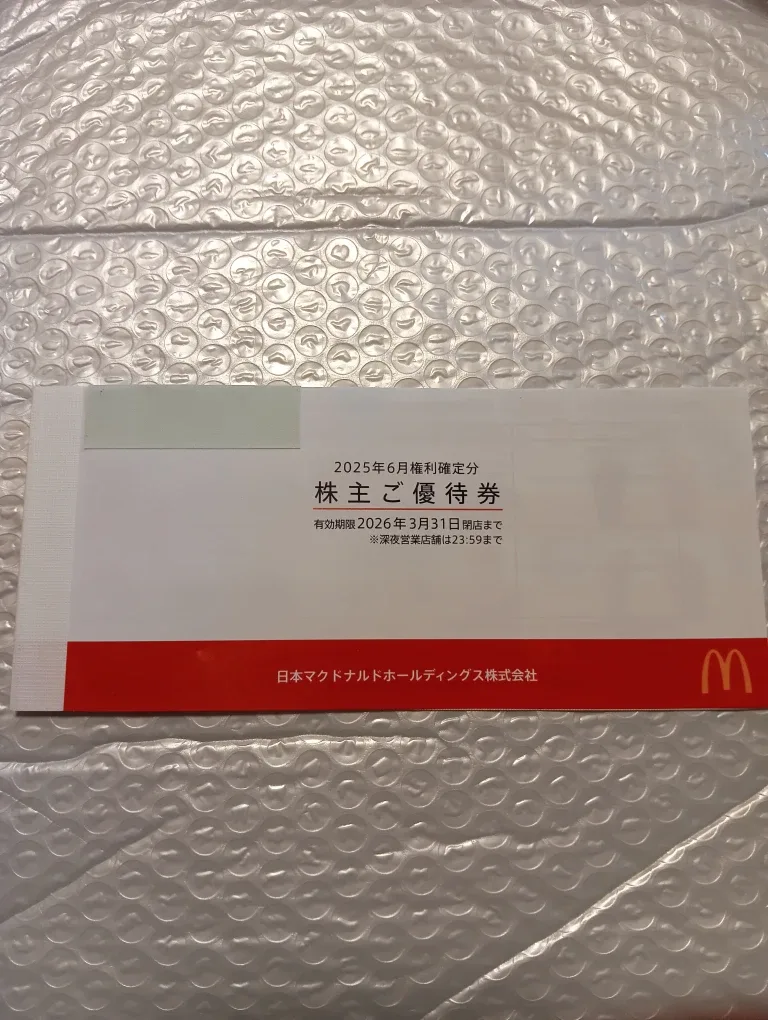 2025年6月権利確定分
株主ご優待券
有効期限2026年3月31日閉店まで
※深夜営業店舗は23:59まで
日本マクドナルドホールディングス株式会社